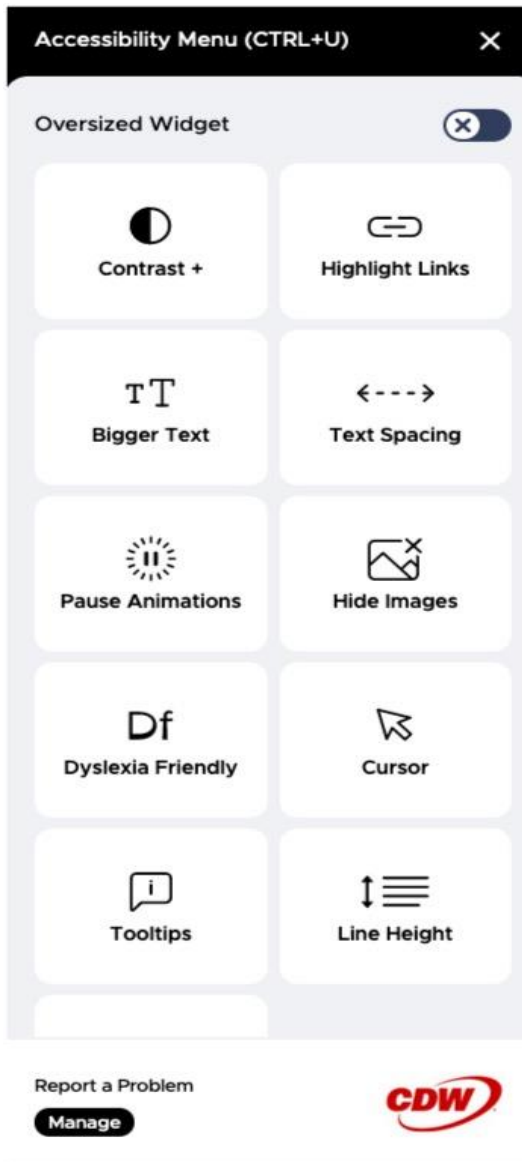 Accessibility Menu (CTRL+U)
Oversized Widget
Contrast +
Highlight Links
TT
Bigger Text
Text Spacing
Pause Animations
Hide Images
Df
Dyslexia Friendly
Cursor
i
Tooltips
Line Height
Report a Problem
Manage
CDW